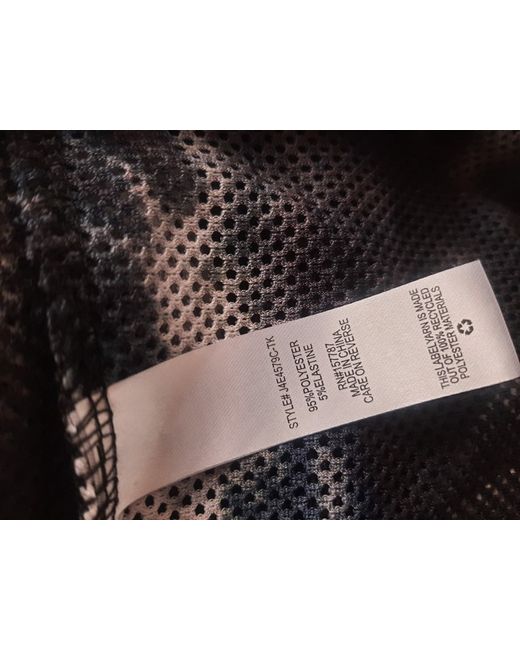 STYLE# J4E4579C-TK
95%POLYESTER
5%ELASTINE
RN#157787
MADE IN CHINA
CARE ON REVERSE
THIS LABEL YARN IS MADE
OUT OF 100% RECYCLED
POLYESTER MATERIALS